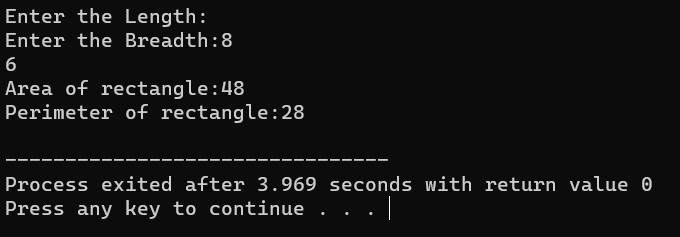 Enter the Length:
Enter the Breadth:8
6
Area of rectangle:48
Perimeter of rectangle:28
--------------------------------
Process exited after 3.969 seconds with return value 0
Press any key to continue . . .